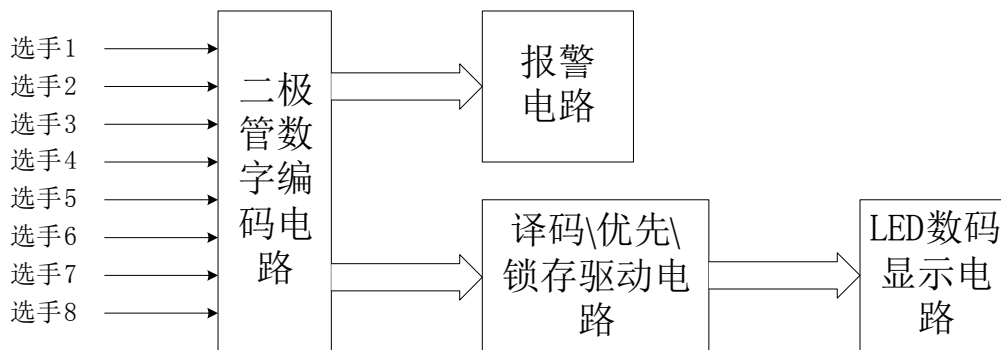 选手1
选手2
选手3
选手4
选手5
选手6
选手7
选手8
二极
管数
字编
码电
路
报警
电路
译码\优先\
锁存驱动电
路
LED数码
显示电
路